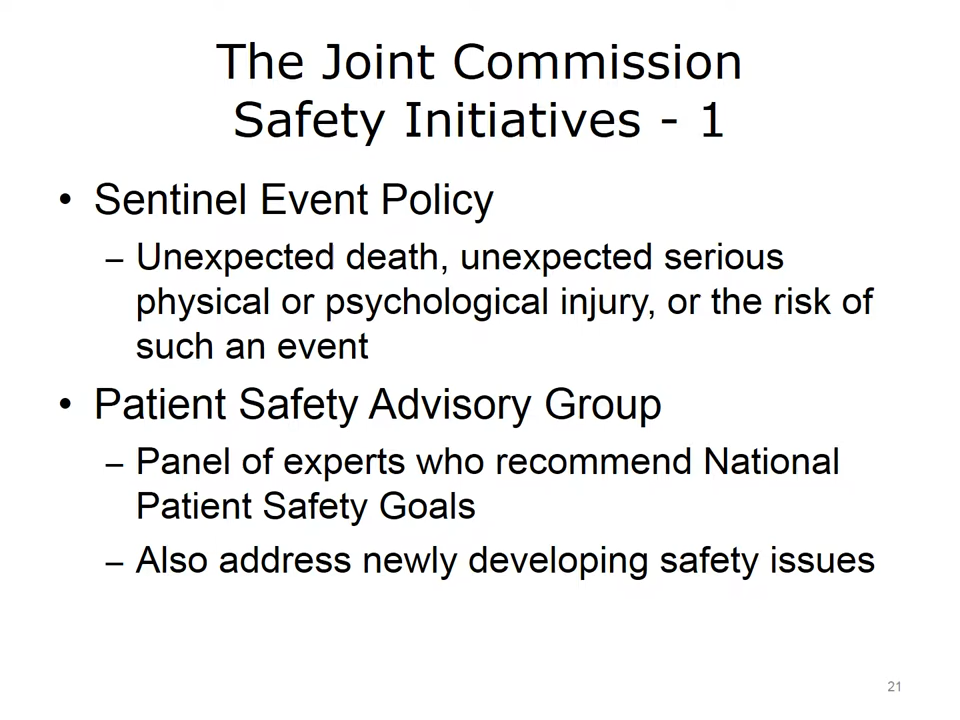 The Joint Commission
Safety Initiatives - 1
• Sentinel Event Policy
– Unexpected death, unexpected serious
physical or psychological injury, or the risk of
such an event
• Patient Safety Advisory Group
– Panel of experts who recommend National
Patient Safety Goals
– Also address newly developing safety issues
21